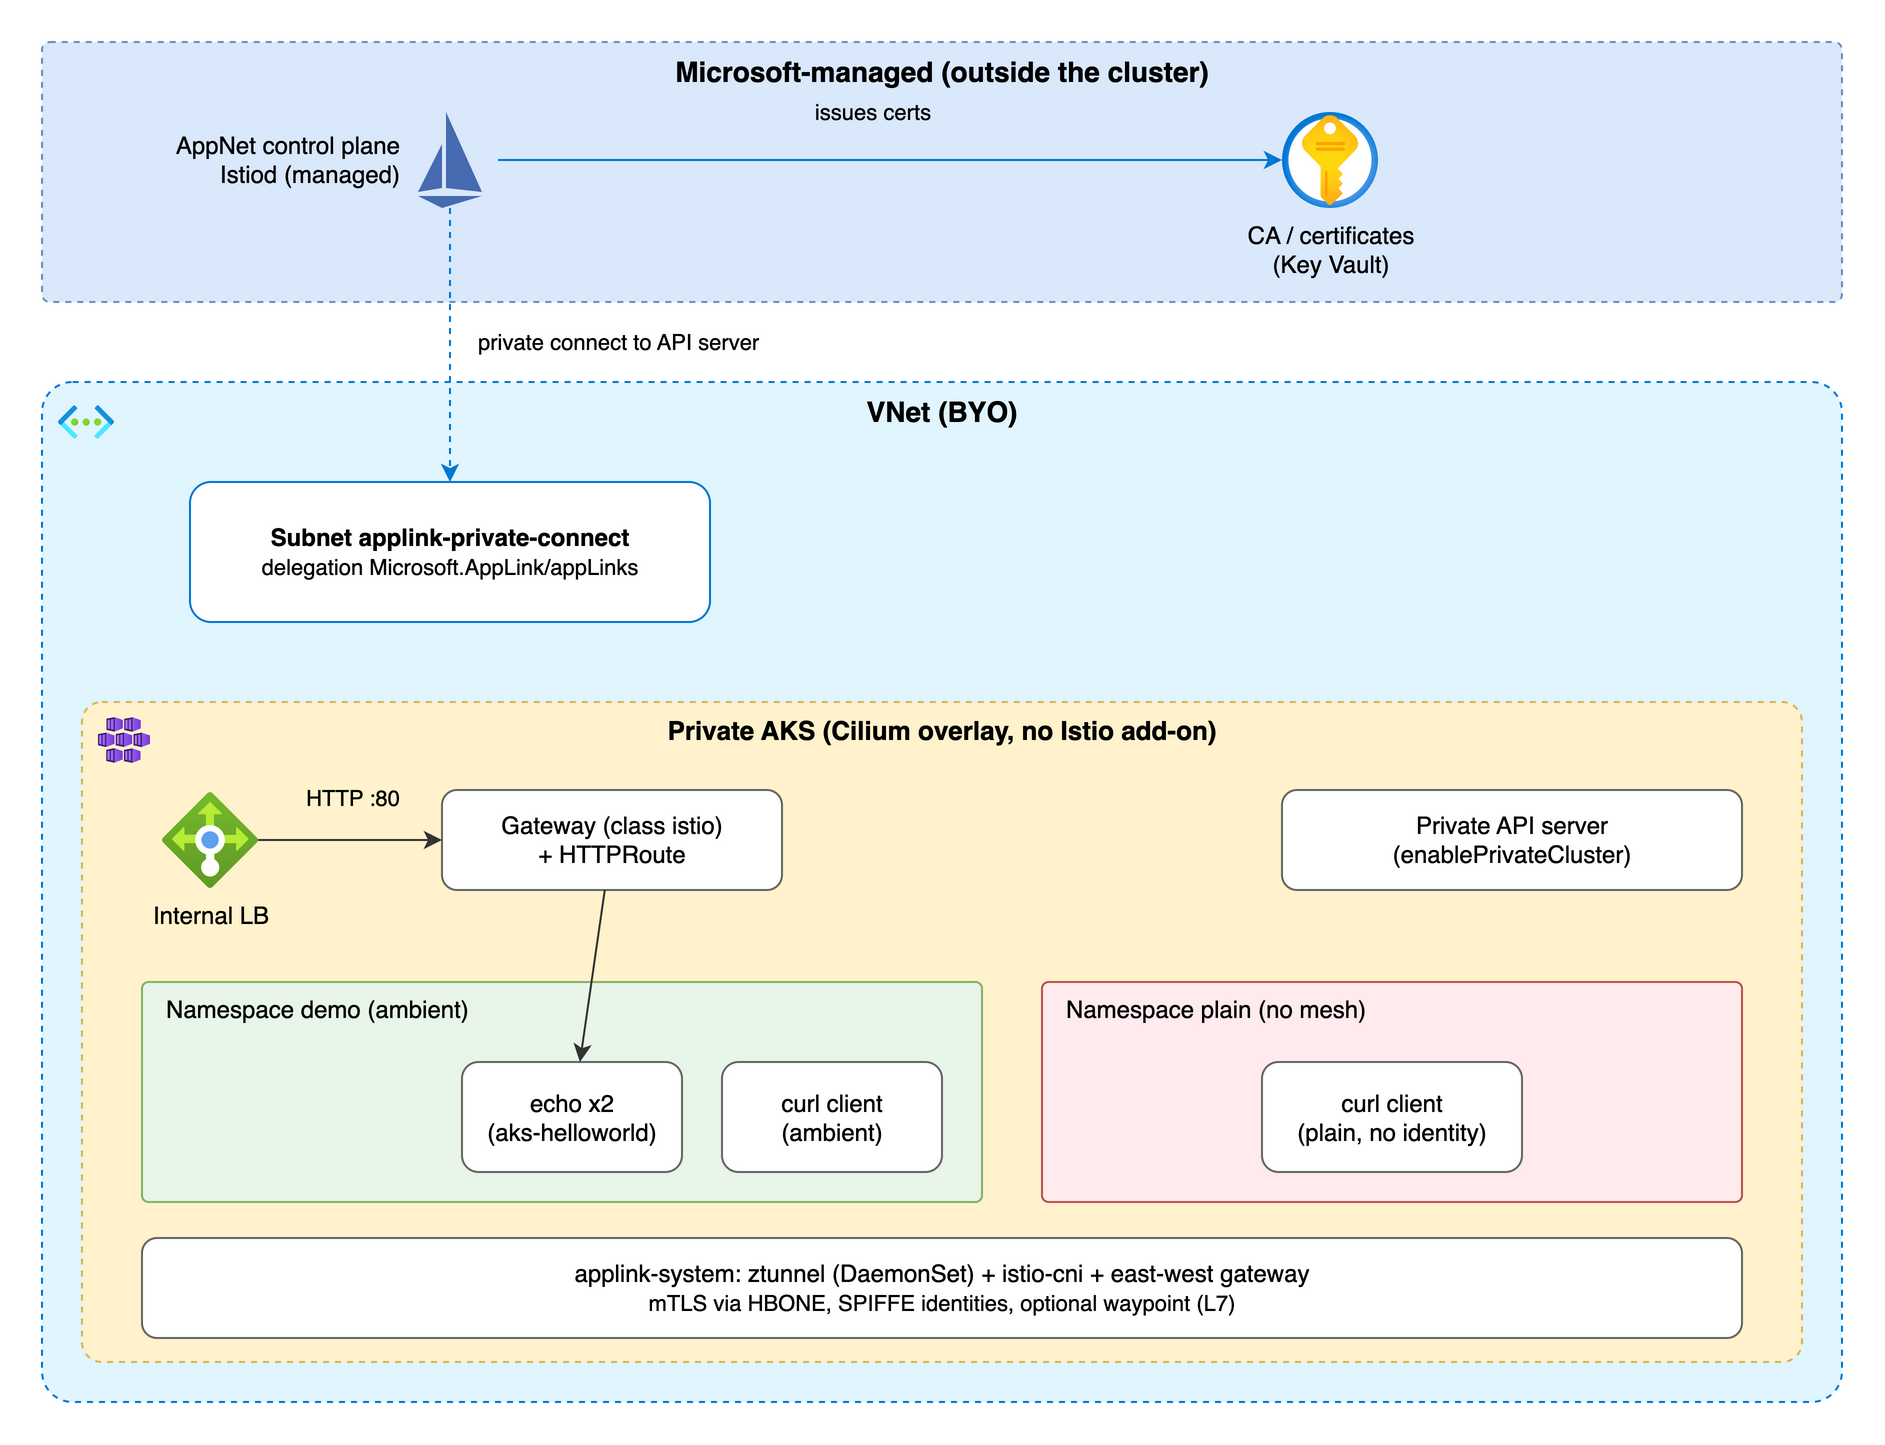 Microsoft-managed (outside the cluster)
issues certs
AppNet control plane
Istiod (managed)
CA / certificates
(Key Vault)
private connect to API server
VNet (BYO)
Subnet applink-private-connect
delegation Microsoft.AppLink/appLinks
Private AKS (Cilium overlay, no Istio add-on)
HTTP :80
Gateway (class istio)
+ HTTPRoute
Private API server
(enablePrivateCluster)
Internal LB
Namespace demo (ambient)
Namespace plain (no mesh)
echo x2
(aks-helloworld)
curl client
(ambient)
curl client
(plain, no identity)
applink-system: ztunnel (DaemonSet) + istio-cni + east-west gateway
mTLS via HBONE, SPIFFE identities, optional waypoint (L7)